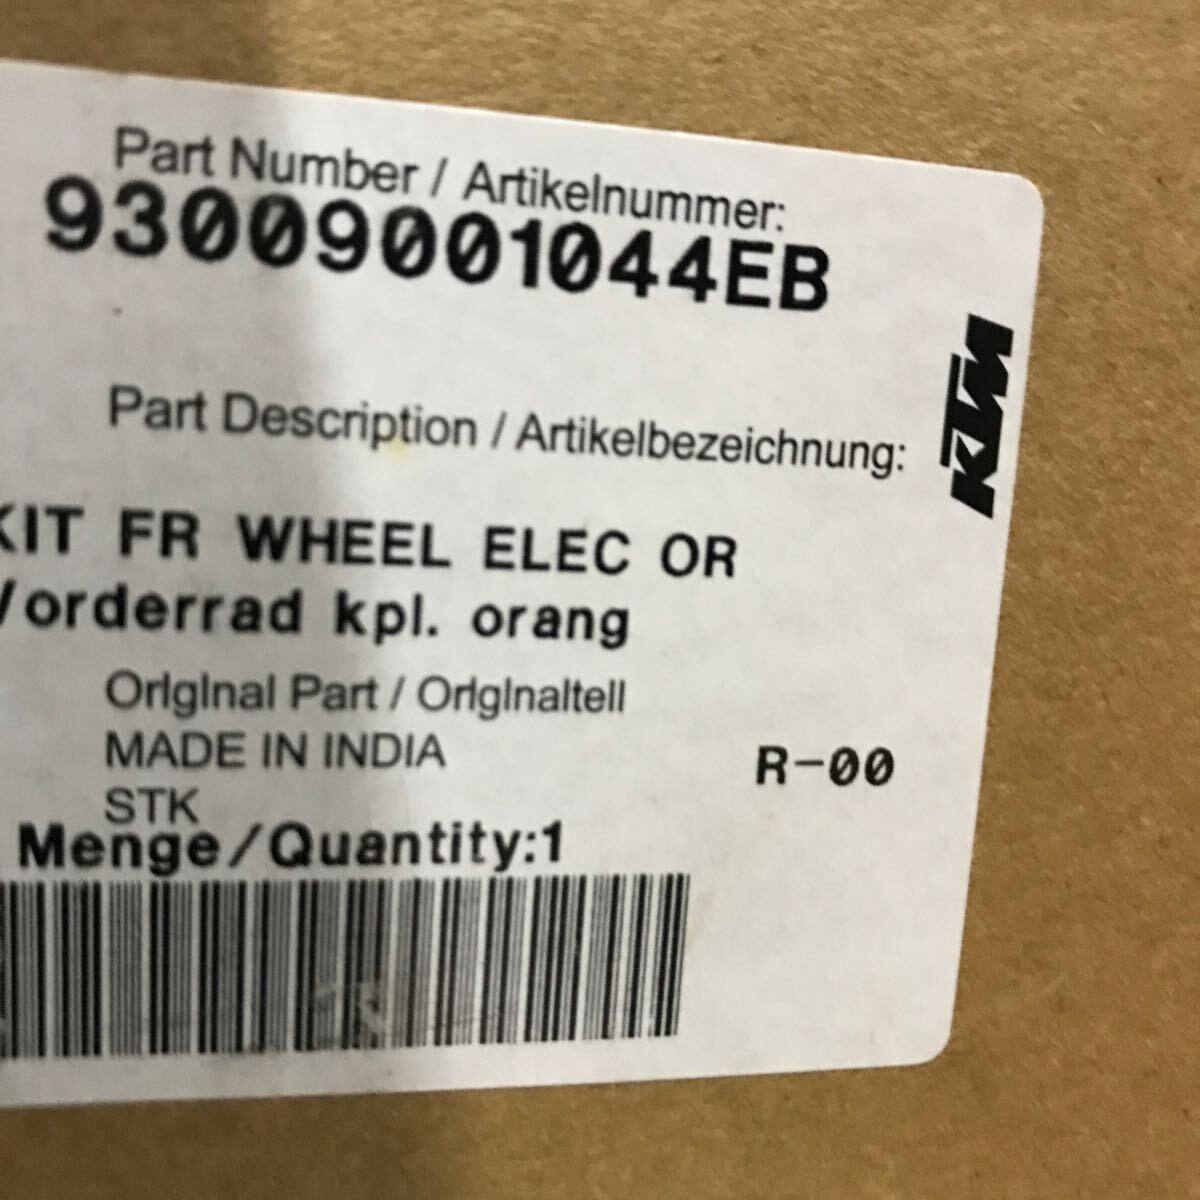 Part Number / Artikelnummer:
93009001044EB
KTM
Part Description / Artikelbezeichnung:
KIT FR WHEEL ELEC OR
Vorderrad kpl. orang
Original Part / Originalteil
MADE IN INDIA
R-00
STK
Menge/Quantity:1